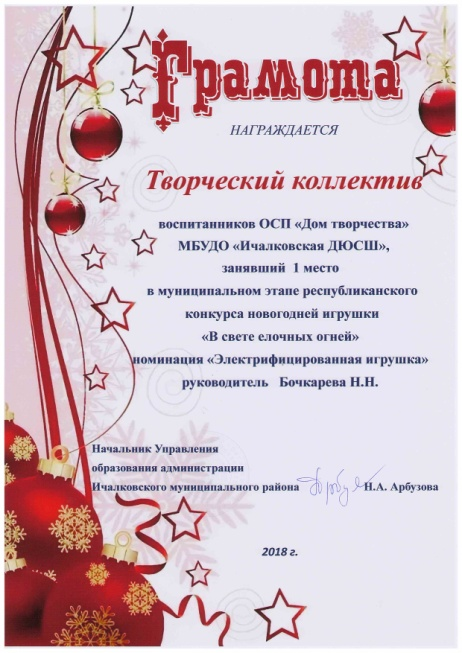 Грамота
НАГРАЖДАЕТСЯ
Творческий коллектив
воспитанников ОСП «Дом творчества»
МБУДО «Ичалковская ДЮСШ»,
занявший 1 место
в муниципальном этапе республиканского
конкурса новогодней игрушки
«В свете елочных огней»
номинация «Электрифицированная игрушка»
руководитель Бочкарева Н.Н.
Начальник Управления
образования администрации
Ичалковского муниципального района Н.А. Арбузова
2018 г.